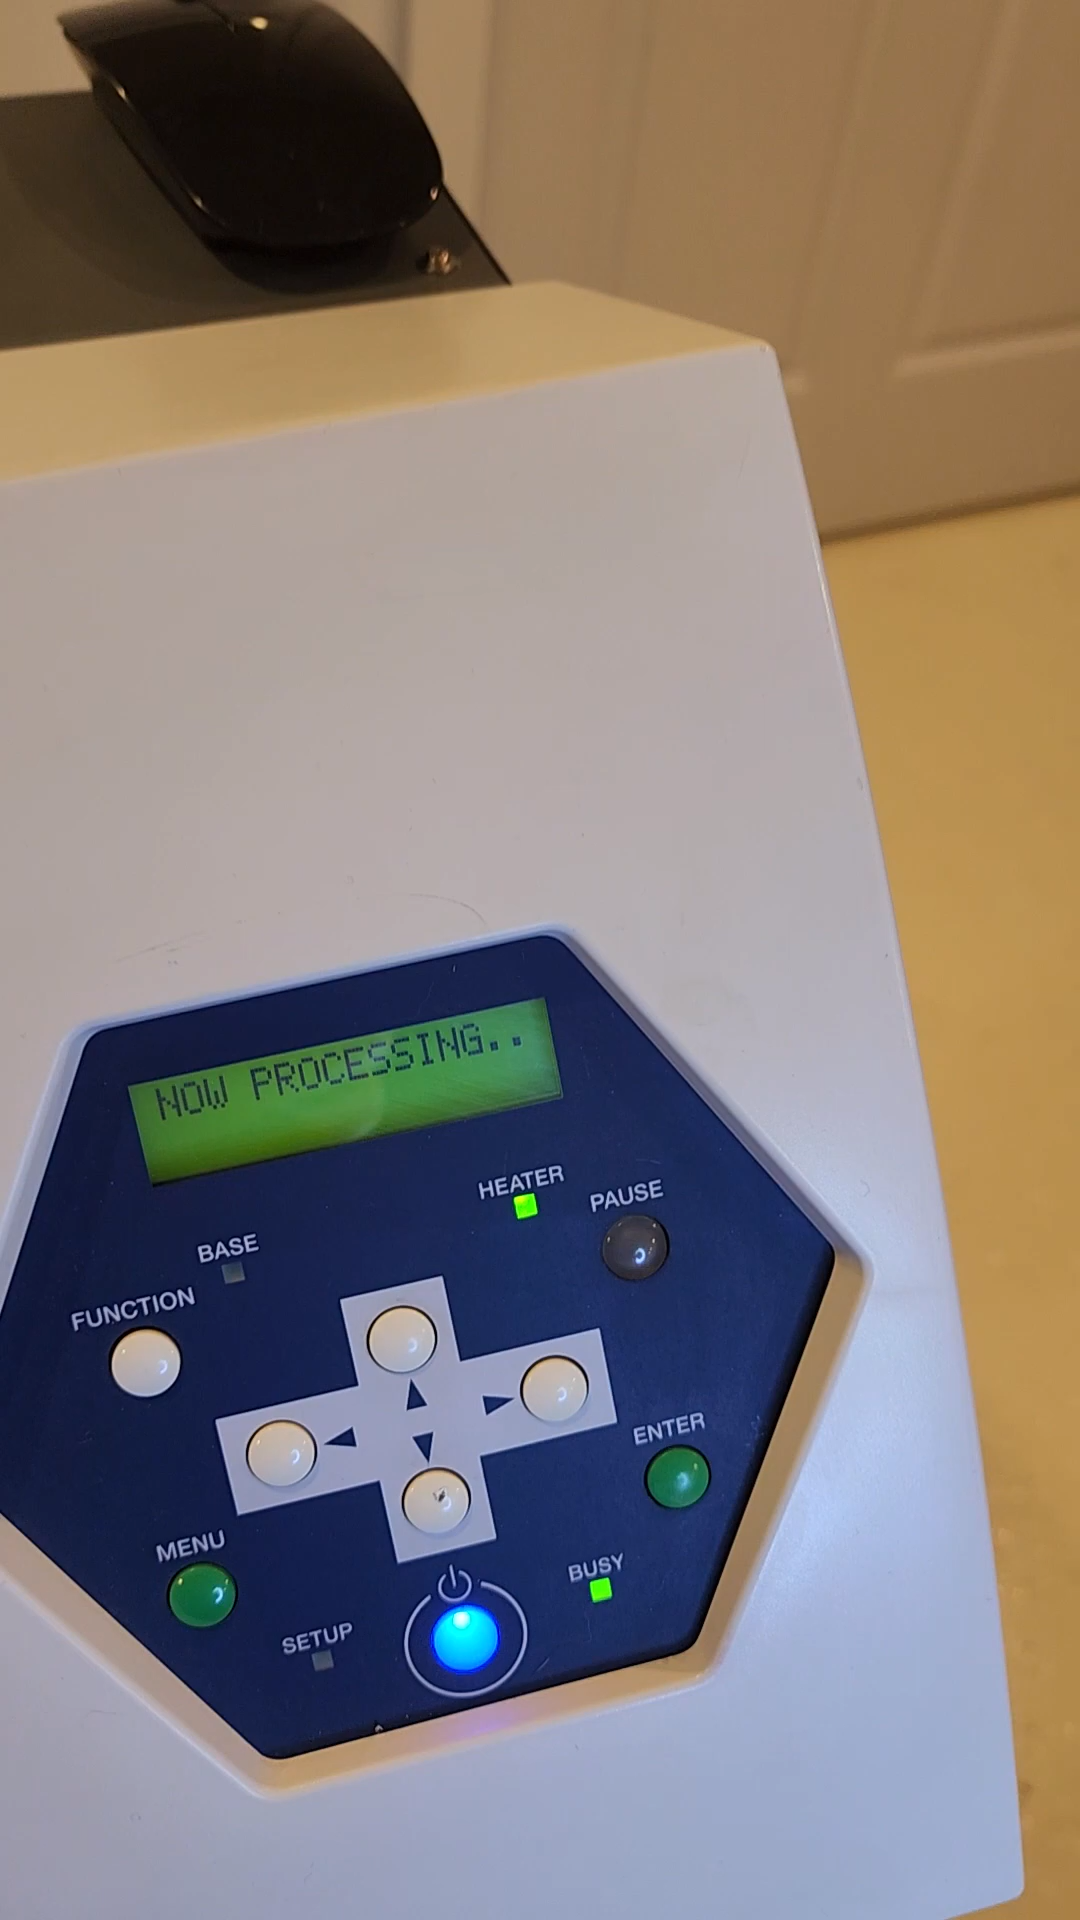 NOW PROCESSING..
HEATER
PAUSE
BASE
FUNCTION
ENTER
MENU
BUSY
SETUP